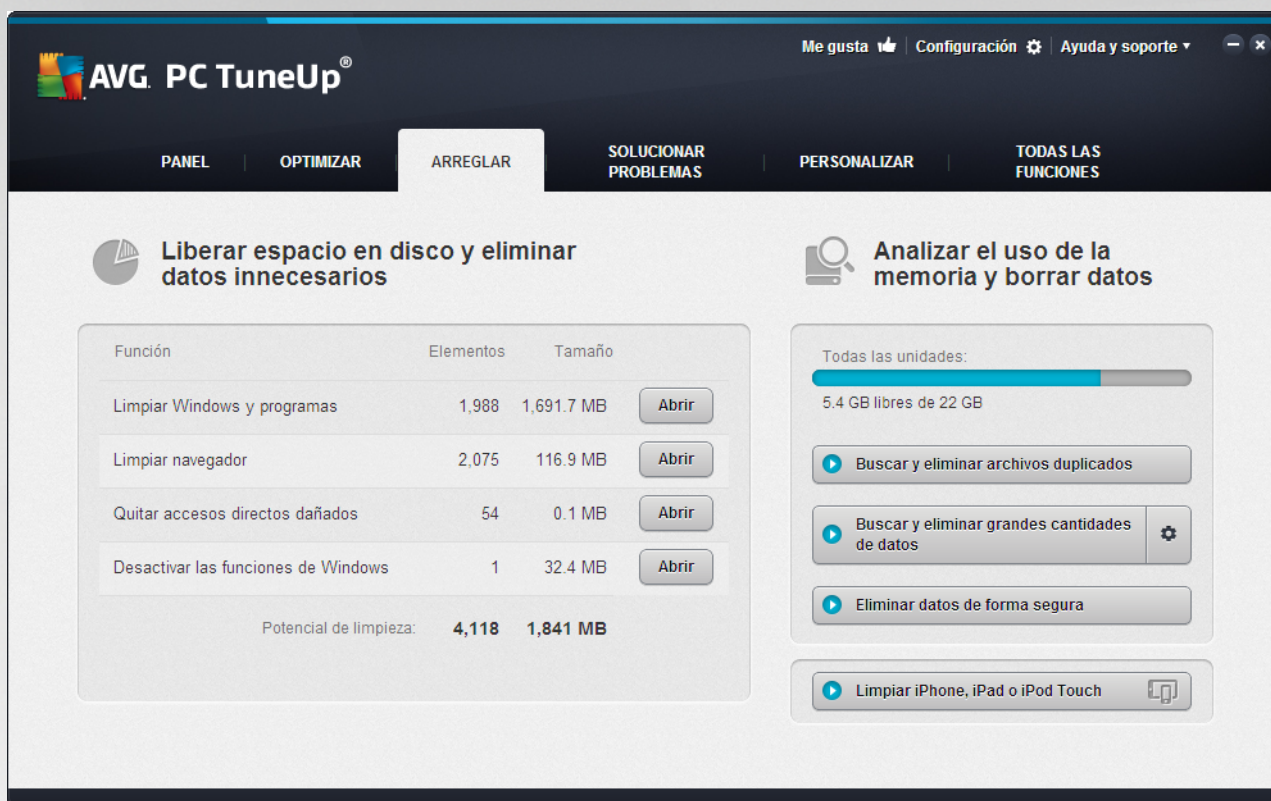 Me gusta | Configuración | Ayuda y soporte
AVG. PC TuneUp®
PANEL
OPTIMIZAR
ARREGLAR
SOLUCIONAR
PROBLEMAS
PERSONALIZAR
TODAS LAS
FUNCIONES
Liberar espacio en disco y eliminar
datos innecesarios
Función Elementos Tamaño
Limpiar Windows y programas 1,988 1,691.7 MB Abrir
Limpiar navegador 2,075 116.9 MB Abrir
Quitar accesos directos dañados 54 0.1 MB Abrir
Desactivar las funciones de Windows 1 32.4 MB Abrir
Potencial de limpieza: 4,118 1,841 MB
Analizar el uso de la
memoria y borrar datos
Todas las unidades:
5.4 GB libres de 22 GB
Buscar y eliminar archivos duplicados
Buscar y eliminar grandes cantidades
de datos
Eliminar datos de forma segura
Limpiar iPhone, iPad o iPod Touch